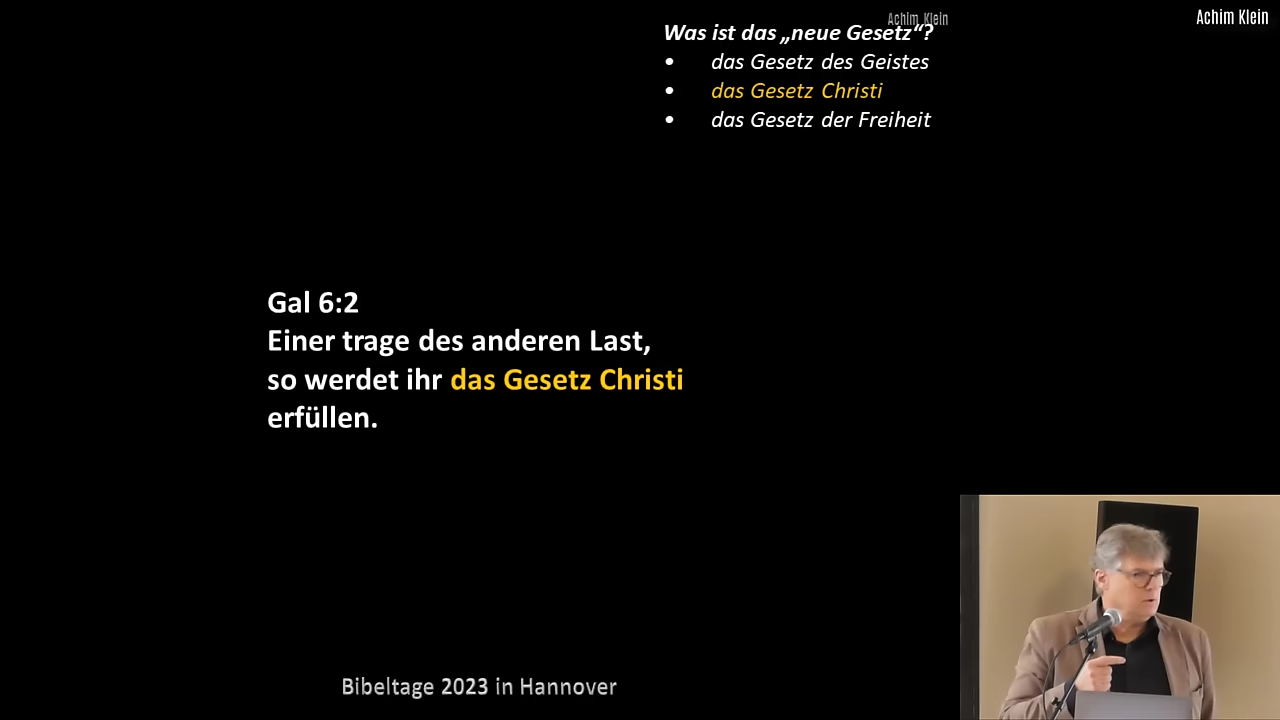 Achim Klein
Achim Klein
Was ist das „neue Gesetz“?
• das Gesetz des Geistes
• das Gesetz Christi
• das Gesetz der Freiheit
Gal 6:2
Einer trage des anderen Last,
so werdet ihr das Gesetz Christi
erfüllen.
Bibeltage 2023 in Hannover